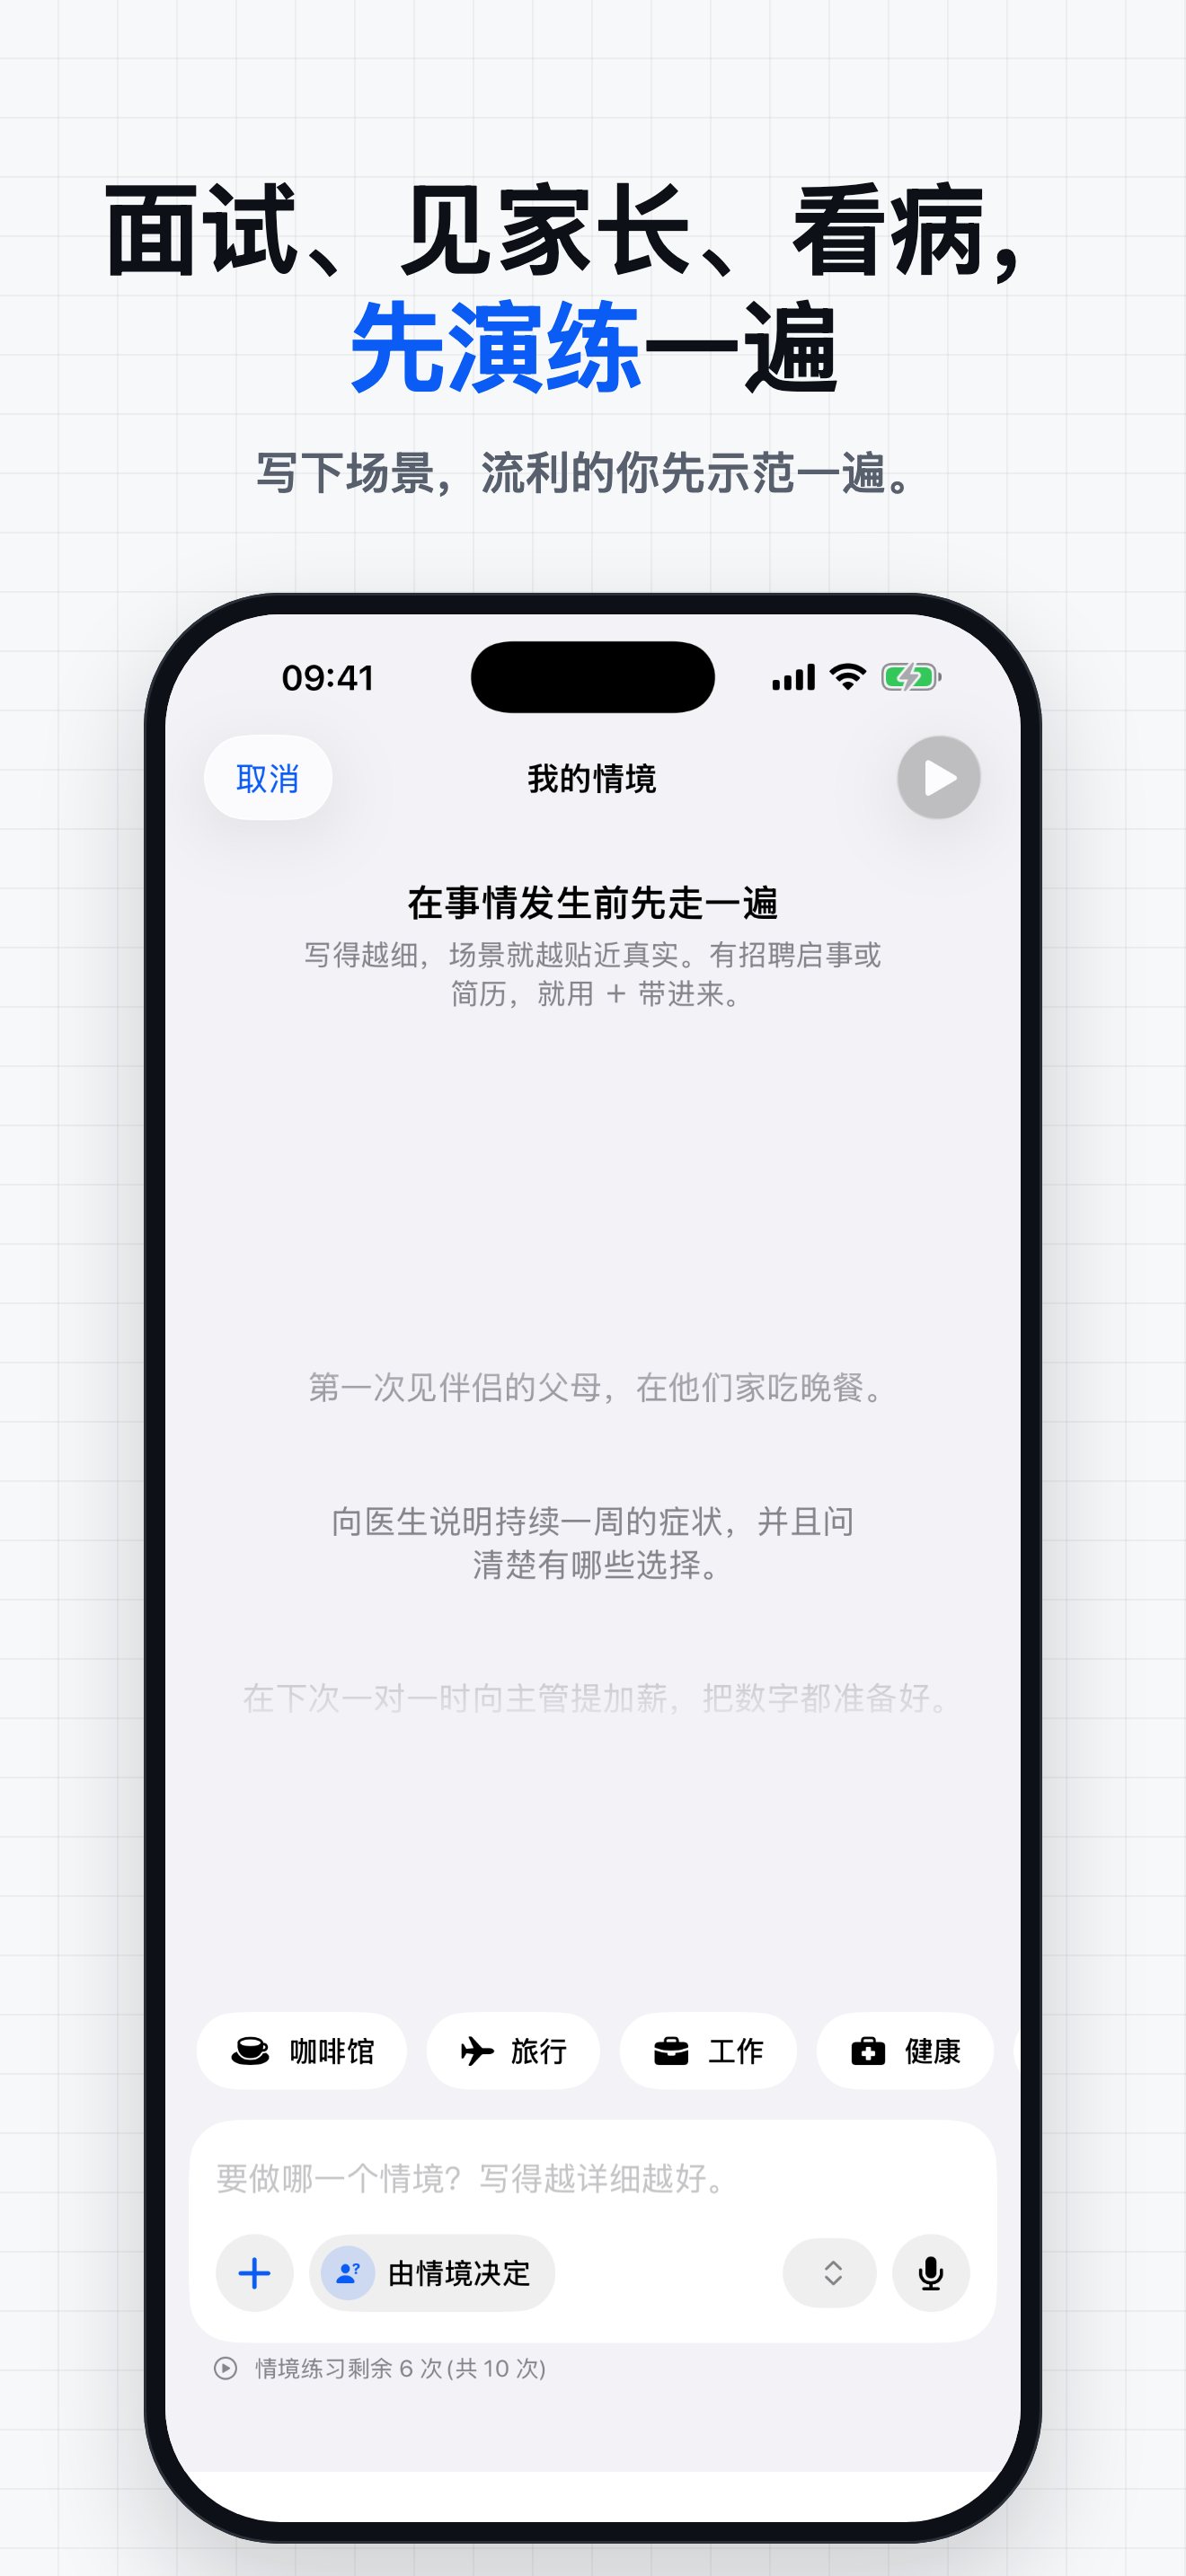 面试、见家长、看病，
先演练一遍
写下场景，流利的你先示范一遍。
09:41
取消
我的情境
在事情发生前先走一遍
写得越细，场景就越贴近真实。有招聘启事或
简历，就用 + 带进来。
第一次见伴侣的父母，在他们家吃晚餐。
向医生说明持续一周的症状，并且问
清楚有哪些选择。
在下次一对一时向主管提加薪，把数字都准备好。
咖啡馆
旅行
工作
健康
要做哪一个情境？写得越详细越好。
由情境决定
情境练习剩余 6 次 (共 10 次)